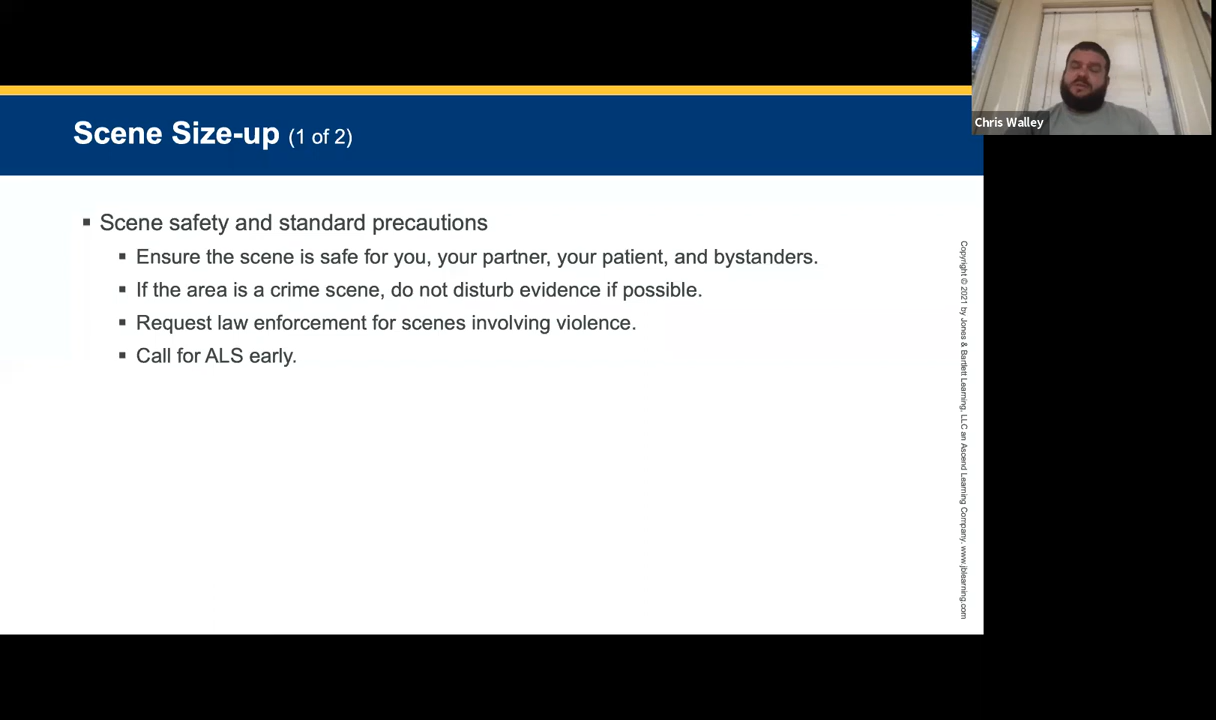 Scene Size-up (1 of 2)
▪ Scene safety and standard precautions
▪ Ensure the scene is safe for you, your partner, your patient, and bystanders.
▪ If the area is a crime scene, do not disturb evidence if possible.
▪ Request law enforcement for scenes involving violence.
▪ Call for ALS early.
Copyright © 2021 by Jones & Bartlett Learning, LLC an Ascend Learning Company. www.jblearning.com
Chris Walley